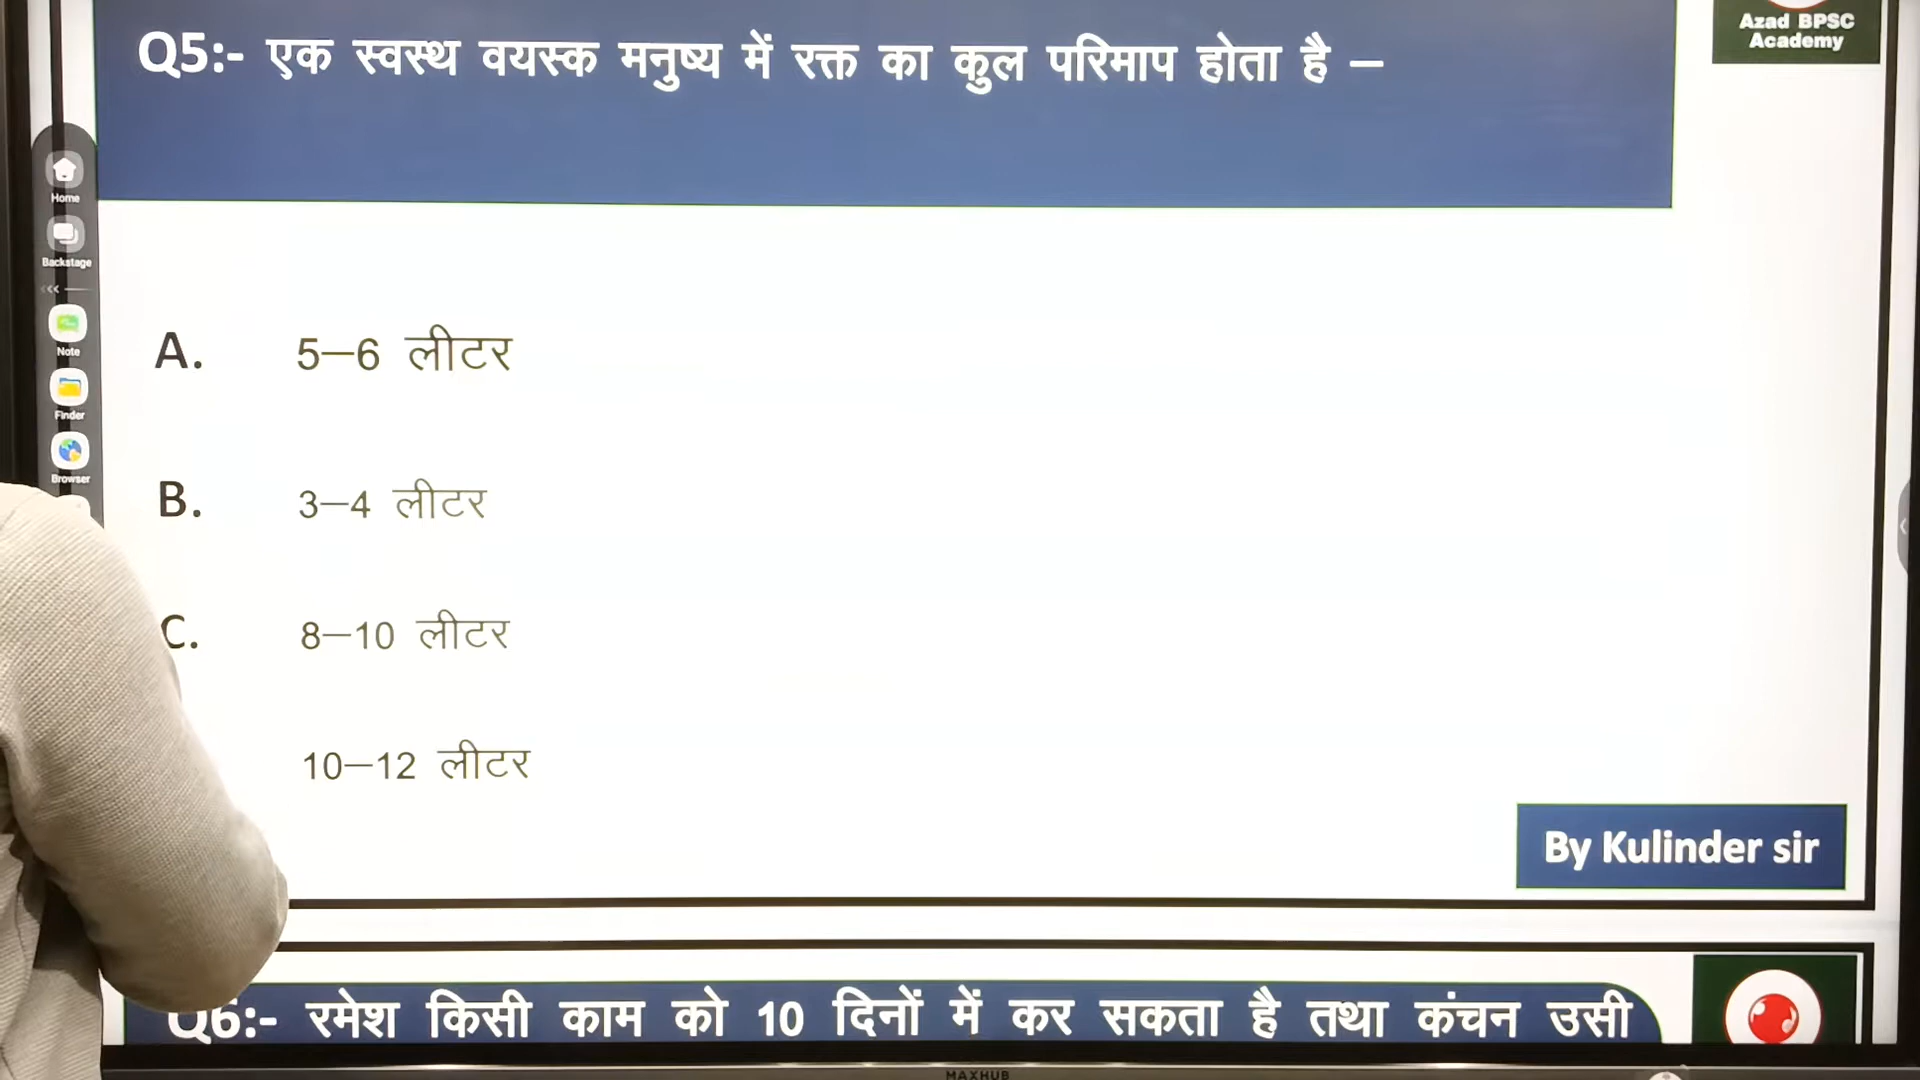 Azad BPSC
Academy
Q5:- एक स्वस्थ वयस्क मनुष्य में रक्त का कुल परिमाप होता है –
Home
Backstage
Note
Finder
Browser
A. 5–6 लीटर
B. 3–4 लीटर
C. 8–10 लीटर
10–12 लीटर
By Kulinder sir
Q6:- रमेश किसी काम को 10 दिनों में कर सकता है तथा कंचन उसी
MAXHUB